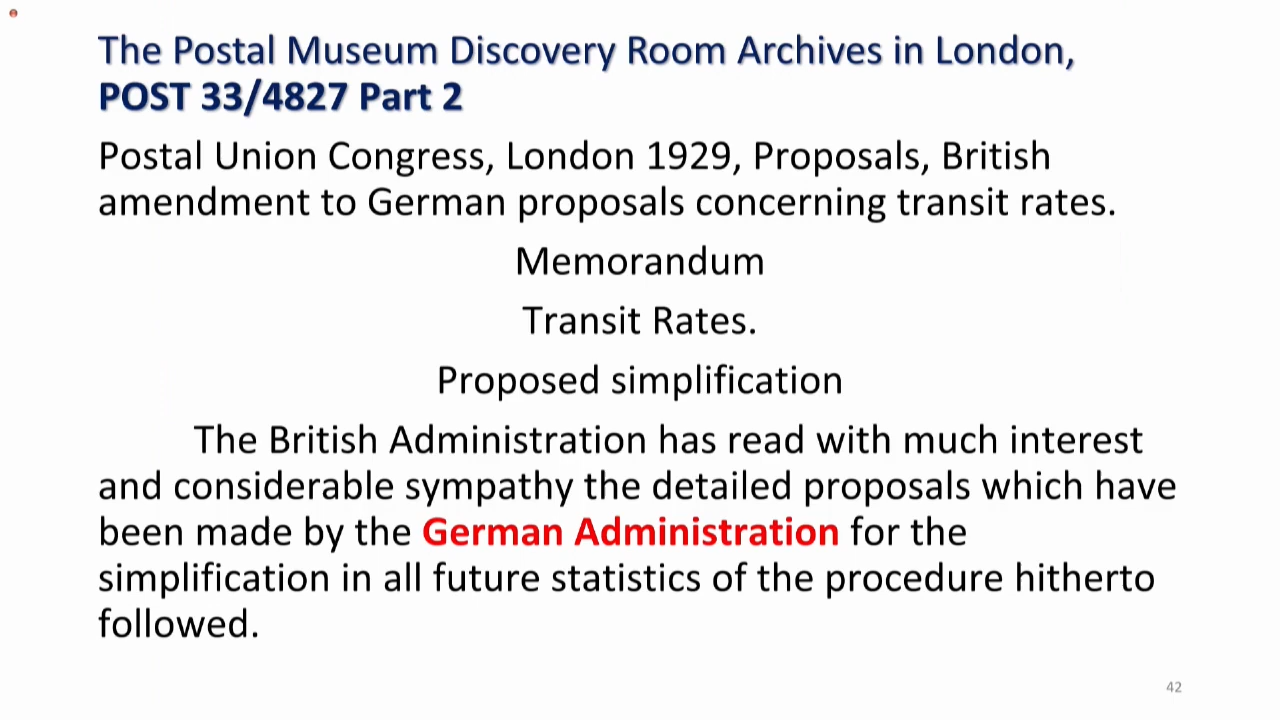 The Postal Museum Discovery Room Archives in London,
POST 33/4827 Part 2
Postal Union Congress, London 1929, Proposals, British
amendment to German proposals concerning transit rates.
Memorandum
Transit Rates.
Proposed simplification
The British Administration has read with much interest
and considerable sympathy the detailed proposals which have
been made by the German Administration for the
simplification in all future statistics of the procedure hitherto
followed.
42